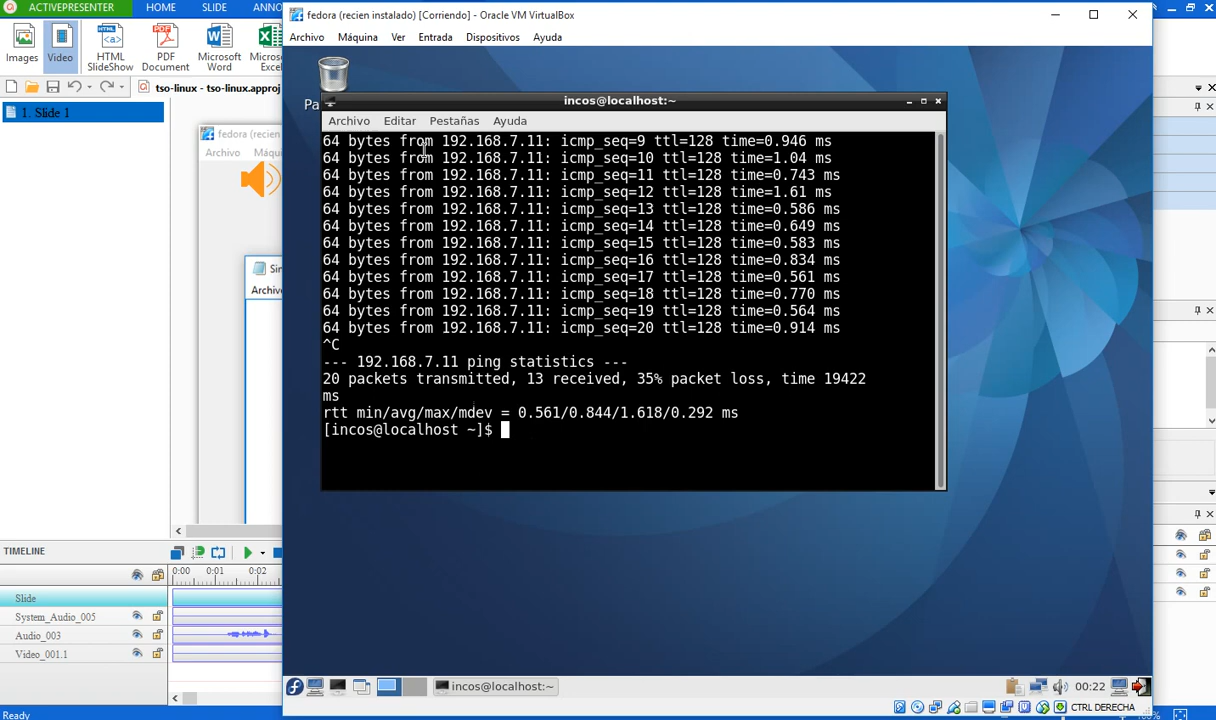 ACTIVEPRESENTER
HOME
SLIDE
ANNO
Images
Video
HTML SlideShow
PDF Document
Microsoft Word
Microso
Excel
tso-linux - tso-linux.approj
1. Slide 1
fedora (recien
Archivo
Máqu
Archivo
TIMELINE
0:00
0:01
0:02
Slide
System_Audio_005
Audio_003
Video_001.1
Ready
fedora (recien instalado) [Corriendo] - Oracle VM VirtualBox
Archivo Máquina Ver Entrada Dispositivos Ayuda
Pa
incos@localhost:~
Archivo Editar Pestañas Ayuda
64 bytes from 192.168.7.11: icmp_seq=9 ttl=128 time=0.946 ms
64 bytes from 192.168.7.11: icmp_seq=10 ttl=128 time=1.04 ms
64 bytes from 192.168.7.11: icmp_seq=11 ttl=128 time=0.743 ms
64 bytes from 192.168.7.11: icmp_seq=12 ttl=128 time=1.61 ms
64 bytes from 192.168.7.11: icmp_seq=13 ttl=128 time=0.586 ms
64 bytes from 192.168.7.11: icmp_seq=14 ttl=128 time=0.649 ms
64 bytes from 192.168.7.11: icmp_seq=15 ttl=128 time=0.583 ms
64 bytes from 192.168.7.11: icmp_seq=16 ttl=128 time=0.834 ms
64 bytes from 192.168.7.11: icmp_seq=17 ttl=128 time=0.561 ms
64 bytes from 192.168.7.11: icmp_seq=18 ttl=128 time=0.770 ms
64 bytes from 192.168.7.11: icmp_seq=19 ttl=128 time=0.564 ms
64 bytes from 192.168.7.11: icmp_seq=20 ttl=128 time=0.914 ms
^C
--- 192.168.7.11 ping statistics ---
20 packets transmitted, 13 received, 35% packet loss, time 19422
ms
rtt min/avg/max/mdev = 0.561/0.844/1.618/0.292 ms
[incos@localhost ~]$
incos@localhost:~
00:22
CTRL DERECHA